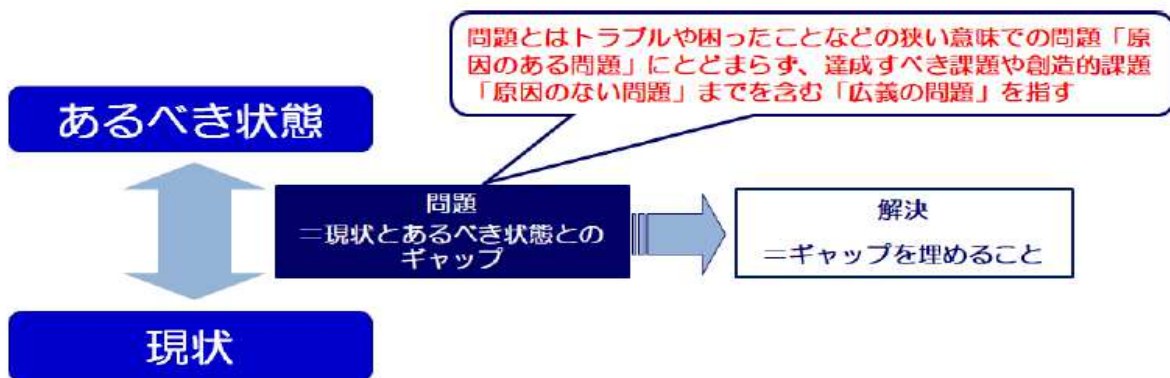 問題とはトラブルや困ったことなどの狭い意味での問題「原
因のある問題」にとどまらず、達成すべき課題や創造的課題
「原因のない問題」までを含む「広義の問題」を指す
あるべき状態
問題
＝現状とあるべき状態との
ギャップ
解決
＝ギャップを埋めること
現状